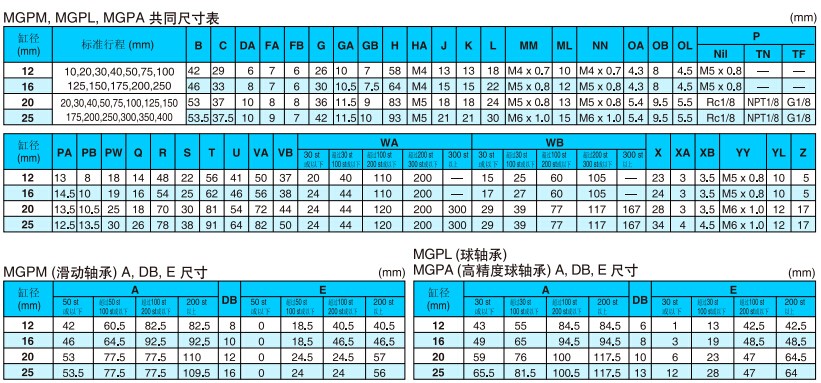 MGPM, MGPL, MGPA 共同尺寸表 (mm)
缸径 (mm) 标准行程 (mm) B C DA FA FB G GA GB H HA J K L MM ML NN OA OB OL P
Nil TN TF
12 10,20,30,40,50,75,100 42 29 6 7 6 26 10 7 58 M4 13 13 18 M4 x 0.7 10 M4 x 0.7 4.3 8 4.5 M5 x 0.8 — —
16 125,150,175,200,250 46 33 8 7 6 30 10.5 7.5 64 M4 15 15 22 M5 x 0.8 12 M5 x 0.8 4.3 8 4.5 M5 x 0.8 — —
20 20,30,40,50,75,100,125,150 53 37 10 8 8 36 11.5 9 83 M5 18 18 24 M5 x 0.8 13 M5 x 0.8 5.4 9.5 5.5 Rc1/8 NPT1/8 G1/8
25 175,200,250,300,350,400 53.5 37.5 10 9 7 42 11.5 10 93 M5 21 21 30 M6 x 1.0 15 M6 x 1.0 5.4 9.5 5.5 Rc1/8 NPT1/8 G1/8
缸径 (mm) PA PB PW Q R S T U VA VB WA WB X XA XB YY YL Z
30 st 或以下 超过30 st 100 st或以下 超过100 st 200 st或以下 超过200 st 300 st或以下 300 st 以上 30 st 或以下 超过30 st 100 st或以下 超过100 st 200 st或以下 超过200 st 300 st或以下 300 st 以上
12 13 8 18 14 48 22 56 41 50 37 20 40 110 200 — 15 25 60 105 — 23 3 3.5 M5 x 0.8 10 5
16 14.5 10 19 16 54 25 62 46 56 38 24 44 110 200 — 17 27 60 105 — 24 3 3.5 M5 x 0.8 10 5
20 13.5 10.5 25 18 70 30 81 54 72 44 24 44 120 200 300 29 39 77 117 167 28 3 3.5 M6 x 1.0 12 17
25 12.5 13.5 30 26 78 38 91 64 82 50 24 44 120 200 300 29 39 77 117 167 34 4 4.5 M6 x 1.0 12 17
MGPM (滑动轴承) A, DB, E 尺寸 (mm)
缸径 (mm) A DB E
50 st 或以下 超过50 st 100 st或以下 超过100 st 200 st或以下 200 st 以上 50 st 或以下 超过50 st 100 st或以下 超过100 st 200 st或以下 200 st 以上
12 42 60.5 82.5 82.5 8 0 18.5 40.5 40.5
16 46 64.5 92.5 92.5 10 0 18.5 46.5 46.5
20 53 77.5 77.5 110 12 0 24.5 24.5 57
25 53.5 77.5 77.5 109.5 16 0 24 24 56
MGPL (球轴承)
MGPA (高精度球轴承) A, DB, E 尺寸 (mm)
缸径 (mm) A DB E
30 st 或以下 超过30 st 100 st或以下 超过100 st 200 st或以下 200 st 以上 30 st 或以下 超过30 st 100 st或以下 超过100 st 200 st或以下 200 st 以上
12 43 55 84.5 84.5 6 1 13 42.5 42.5
16 49 65 94.5 94.5 8 3 19 48.5 48.5
20 59 76 100 117.5 10 6 23 47 64.5
25 65.5 81.5 100.5 117.5 13 12 28 47 64